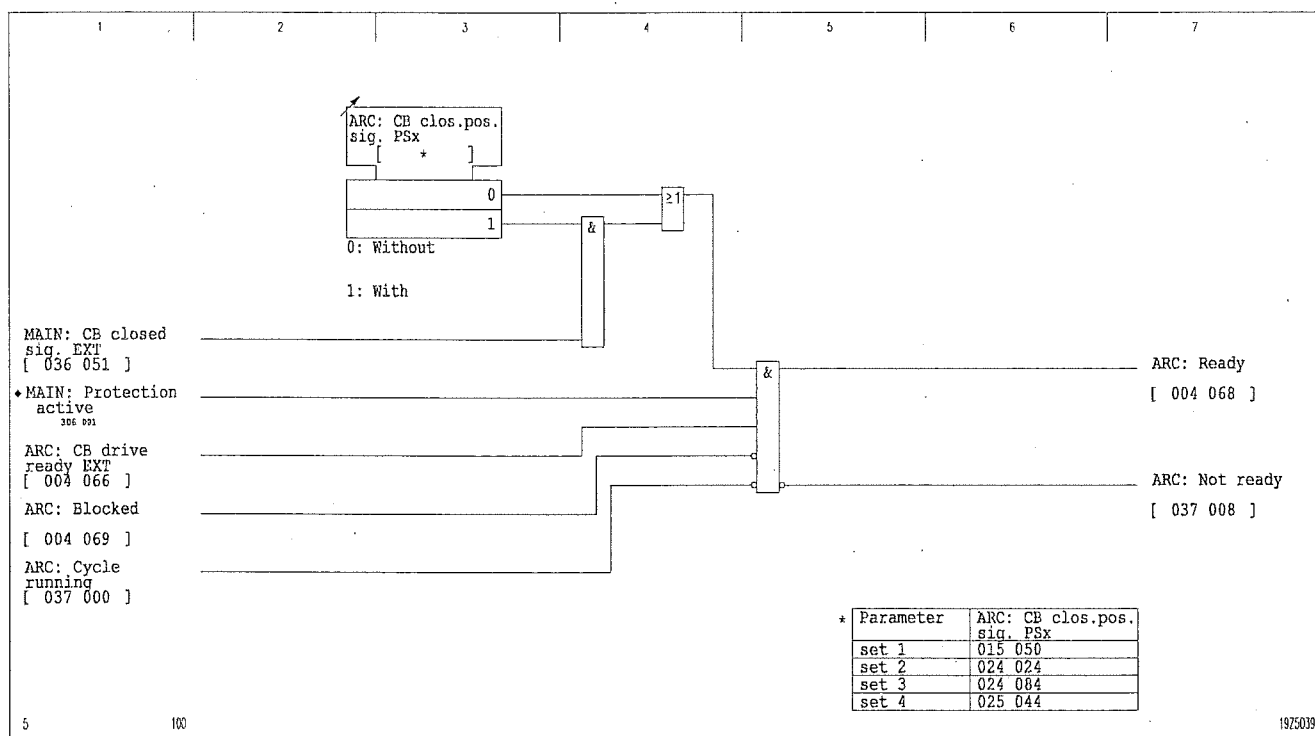 1 2 3 4 5 6 7
ARC: CB clos.pos.
sig. PSx
[ * ]
0
1
≥1
&
0: Without
1: With
MAIN: CB closed
sig. EXT
[ 036 051 ]
♦ MAIN: Protection
active
306 001
ARC: CB drive
ready EXT
[ 004 066 ]
ARC: Blocked
[ 004 069 ]
ARC: Cycle
running
[ 037 000 ]
&
ARC: Ready
[ 004 068 ]
ARC: Not ready
[ 037 008 ]
* Parameter ARC: CB clos.pos.
sig. PSx
set 1 015 050
set 2 024 024
set 3 024 084
set 4 025 044
5 100 19Z5039